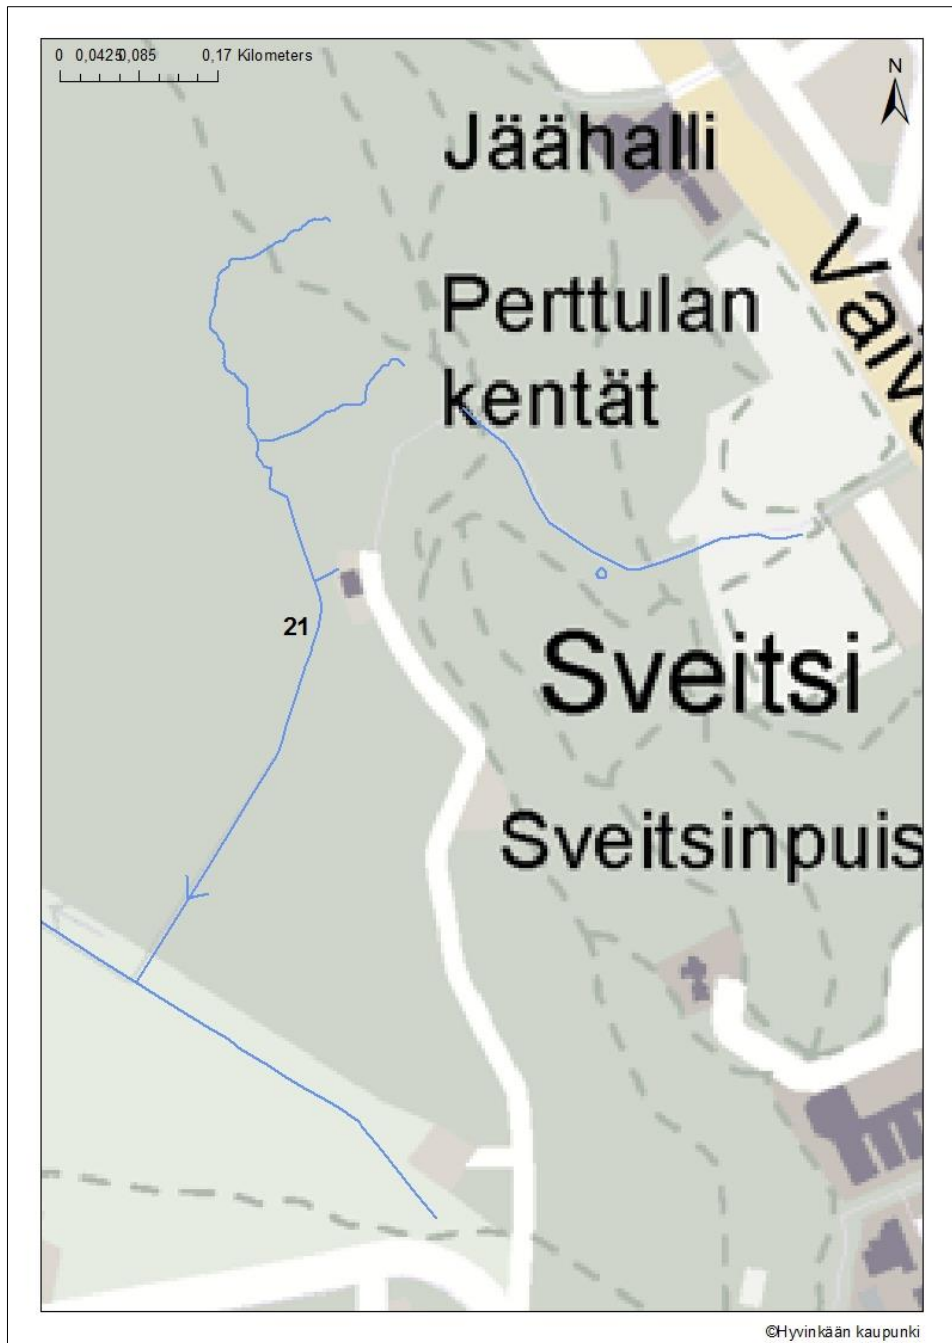 0 0,0425 0,085 0,17 Kilometers
N
Jäähalli
Perttulan
kentät
21
Sveitsi
Sveitsinpuis
©Hyvinkään kaupunki